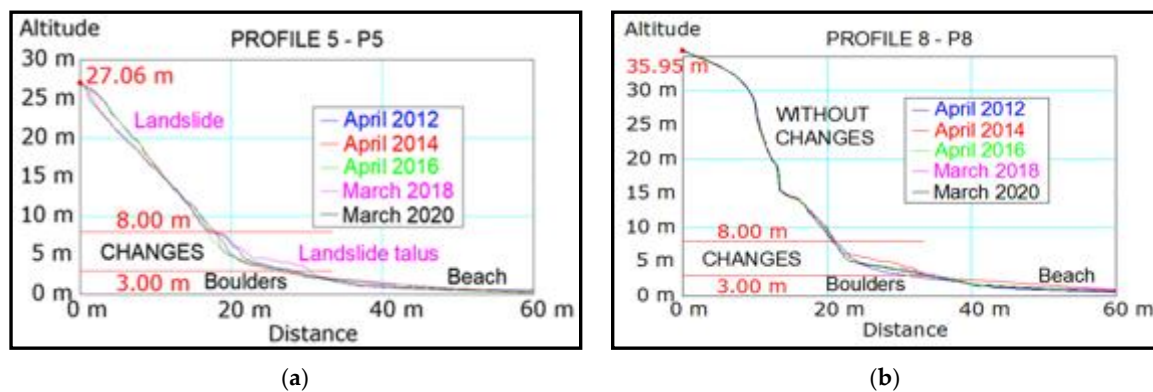 Altitude
PROFILE 5 - P5
30 m
27.06 m
25 m
Landslide
20 m
April 2012
April 2014
April 2016
March 2018
March 2020
15 m
10 m
8.00 m
CHANGES
Landslide talus
5 m
3.00 m
Boulders
Beach
0 m
0 m
20 m
40 m
60 m
Distance
(a)
Altitude
PROFILE 8 - P8
35.95 m
30 m
WITHOUT
CHANGES
April 2012
April 2014
April 2016
March 2018
March 2020
20 m
15 m
10 m
8.00 m
CHANGES
5 m
3.00 m
Boulders
Beach
0 m
0 m
20 m
40 m
60 m
Distance
(b)